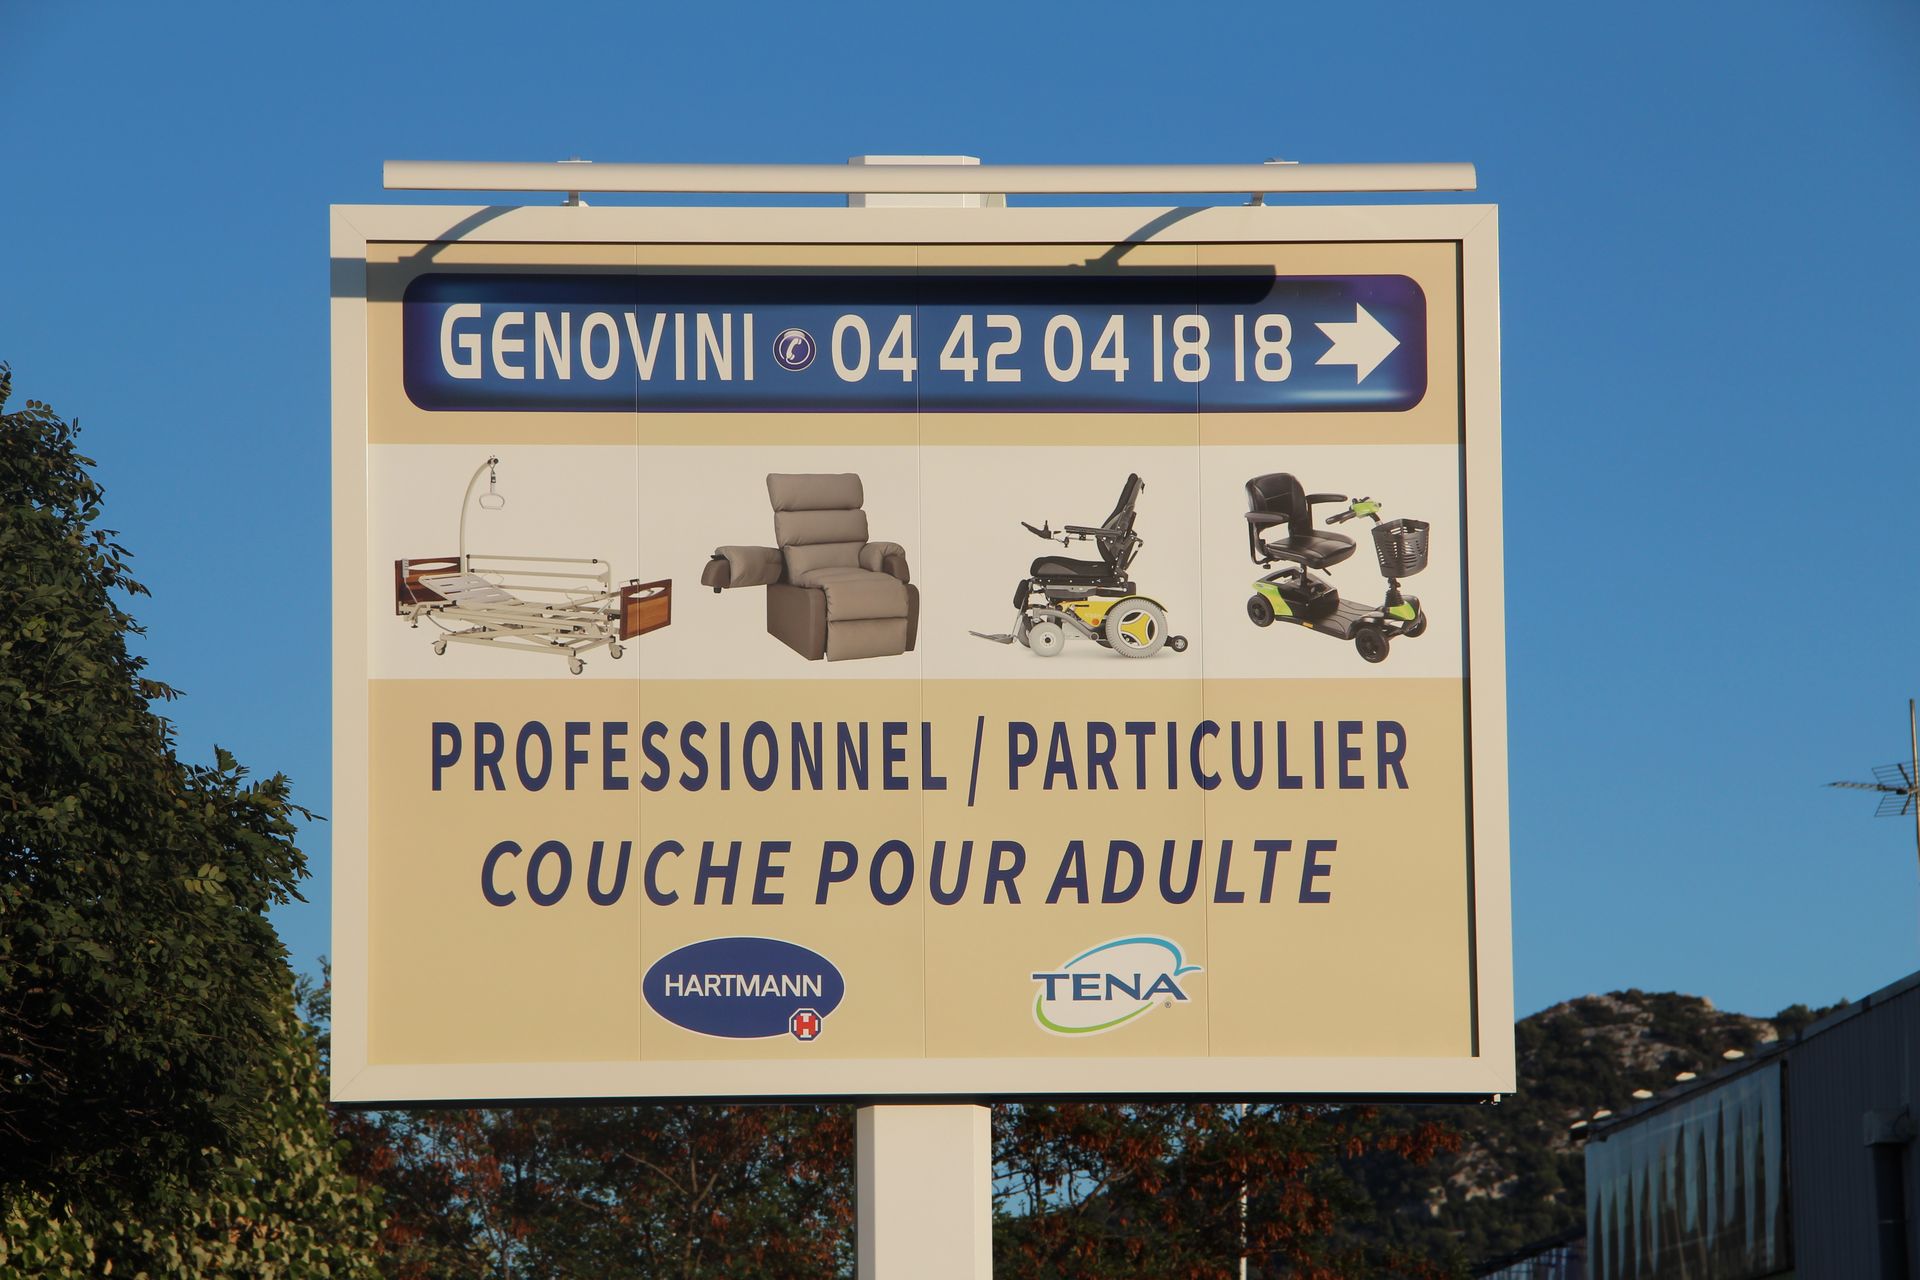 GENOVINI 04 42 04 18 18
PROFESSIONNEL / PARTICULIER
COUCHE POUR ADULTE
HARTMANN
H
TENA®